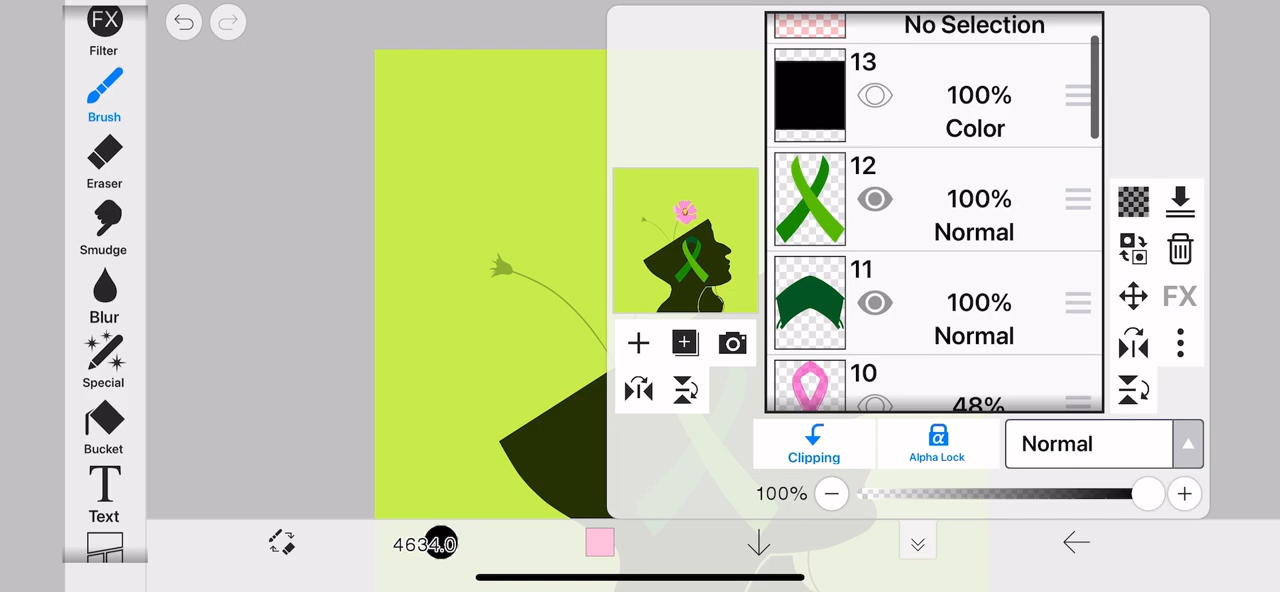 FX
Filter
Brush
Eraser
Smudge
Blur
Special
Bucket
T
Text
No Selection
13
100%
Color
12
100%
Normal
11
100%
Normal
10
48%
FX
Clipping
α
Alpha Lock
Normal
100%
4634.0